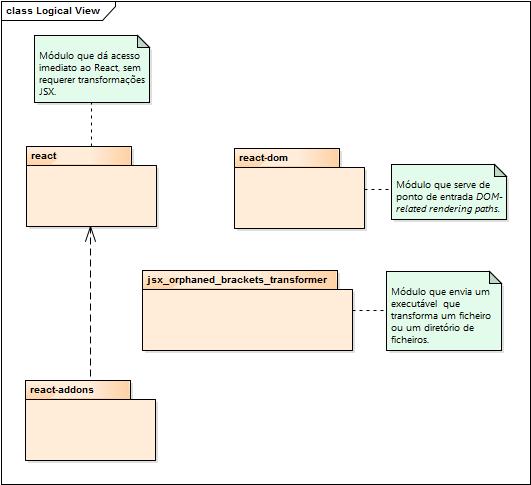 class Logical View
Módulo que dá acesso
imediato ao React, sem
requerer transformações
JSX.
react
react-dom
Módulo que serve de
ponto de entrada DOM-
related rendering paths.
jsx_orphaned_brackets_transformer
Módulo que envia um
executável que
transforma um ficheiro
ou um diretório de
ficheiros.
react-addons